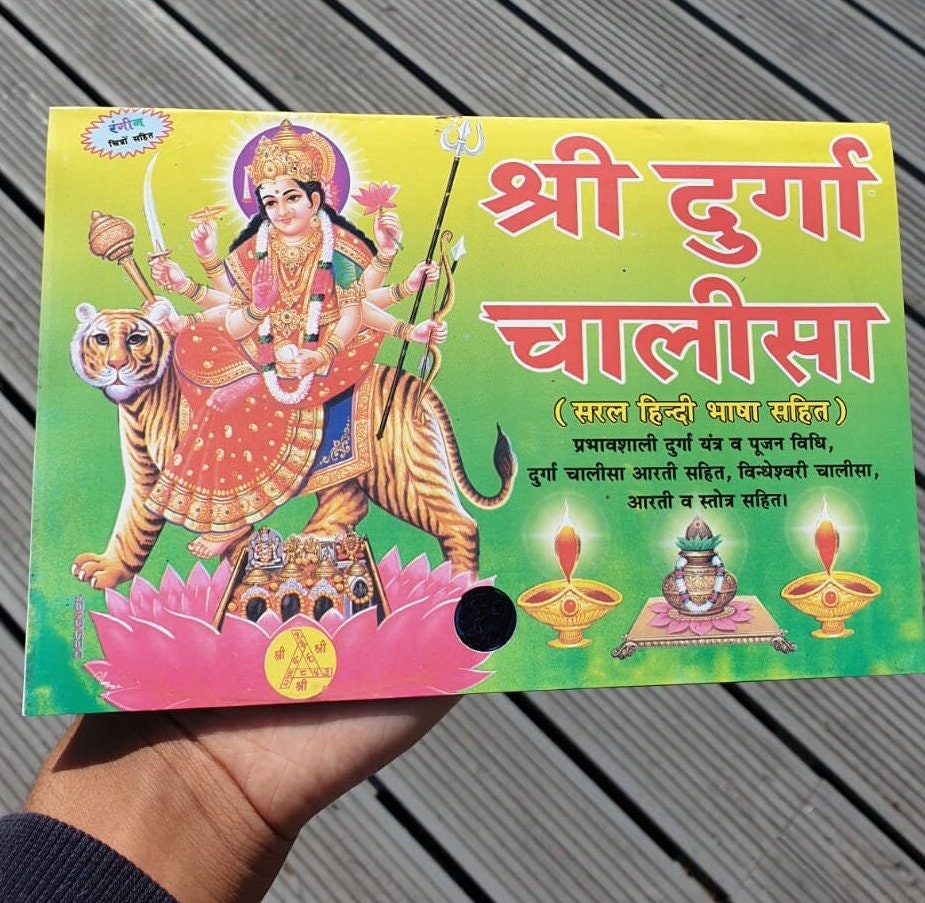 रंगीन
चित्रों सहित
श्री दुर्गा
चालीसा
( सरल हिन्दी भाषा सहित )
प्रभावशाली दुर्गा यंत्र व पूजन विधि,
दुर्गा चालीसा आरती सहित, विन्धेश्वरी चालीसा,
आरती व स्तोत्र सहित।
श्री
श्री
श्री